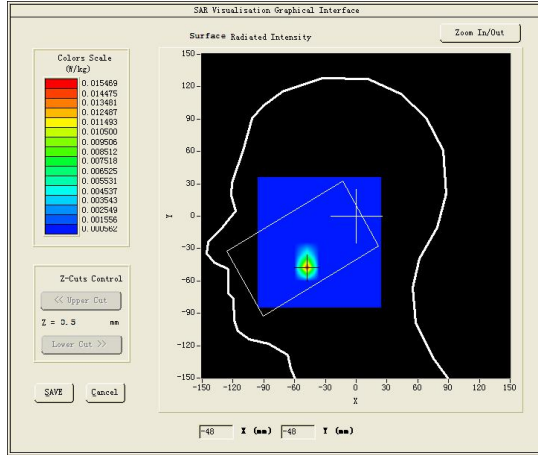 SAR Visualisation Graphical Interface
Surface Radiated Intensity
Zoom In/Out
Colors Scale
(W/kg)
0.015469
0.014475
0.013481
0.012487
0.011493
0.010500
0.009506
0.008512
0.007518
0.006525
0.005531
0.004537
0.003543
0.002549
0.001556
0.000562
Z-Cuts Control
<< Upper Cut
Z = 3.5 mm
Lower Cut >>
SAVE
Cancel
150
120
90
60
30
0
-30
-60
-90
-120
-150
Y
-150 -120 -90 -60 -30 0 30 60 90 120 150
X
-48 X (mm) -48 Y (mm)